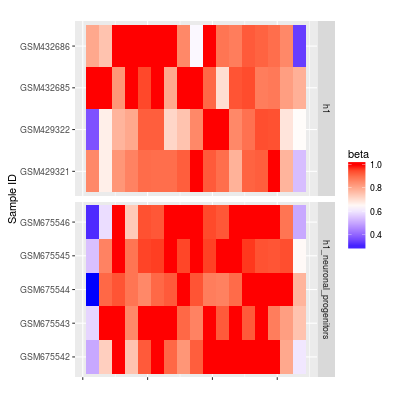 GSM432686
GSM432685
GSM429322
GSM429321
h1
GSM675546
GSM675545
GSM675544
GSM675543
GSM675542
h1_neuronal_progenitors
Sample ID
beta
1.0
0.8
0.6
0.4